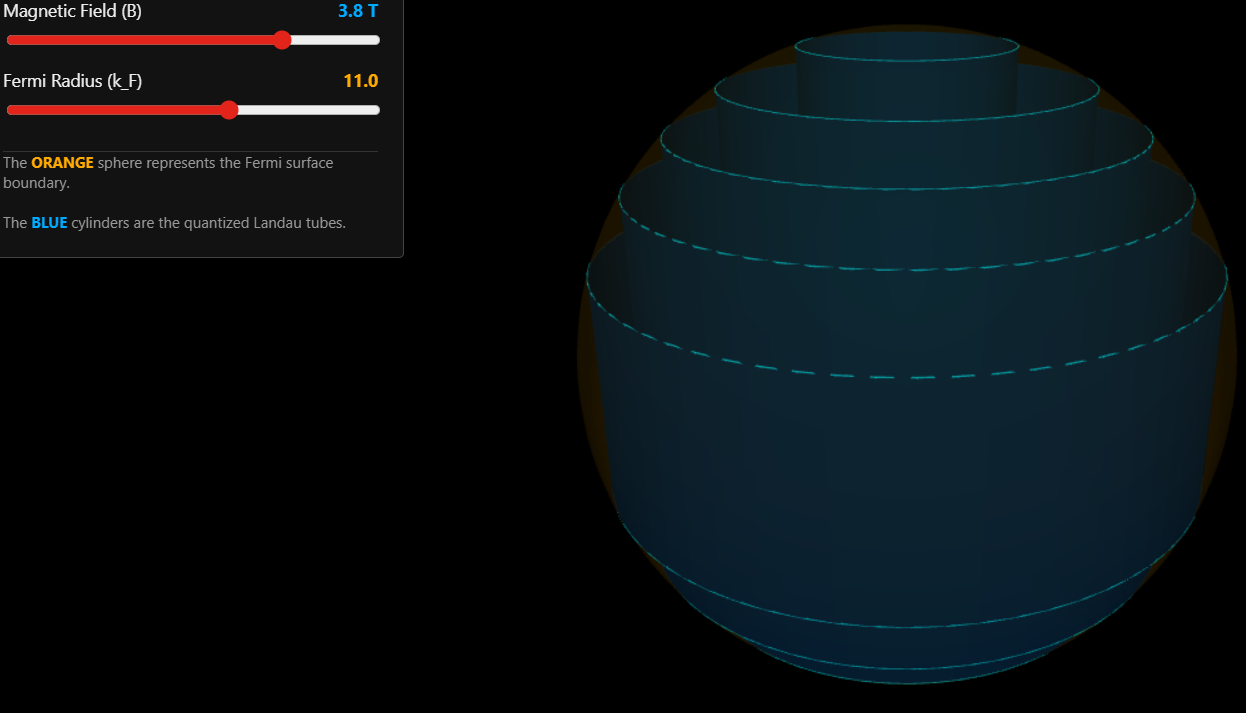 Magnetic Field (B) 3.8 T
Fermi Radius (k_F) 11.0
The ORANGE sphere represents the Fermi surface
boundary.
The BLUE cylinders are the quantized Landau tubes.